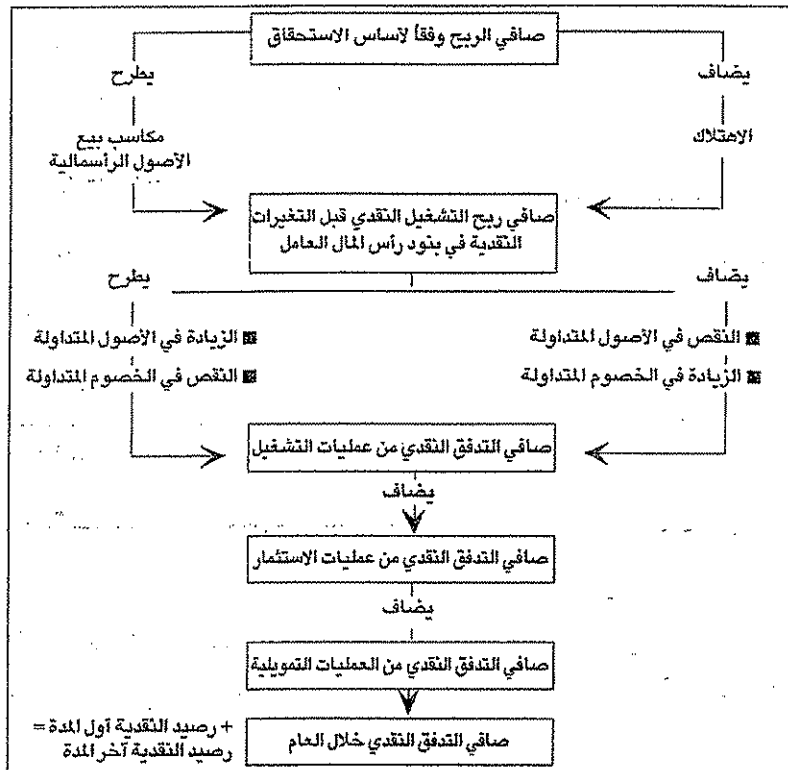 صافي الربح وفقاً لأساس الاستحقاق
يضاف
يطرح
الاهتلاك
مكاسب بيع
الأصول الرأسمالية
صافي ربح التشغيل النقدي قبل التغيرات
النقدية في بنود رأس المال العامل
يضاف
يطرح
النقص في الأصول المتداولة
الزيادة في الخصوم المتداولة
الزيادة في الأصول المتداولة
النقص في الخصوم المتداولة
صافي التدفق النقدي من عمليات التشغيل
يضاف
صافي التدفق النقدي من عمليات الاستثمار
يضاف
صافي التدفق النقدي من العمليات التمويلية
صافي التدفق النقدي خلال العام
+ رصيد النقدية أول المدة =
رصيد النقدية آخر المدة